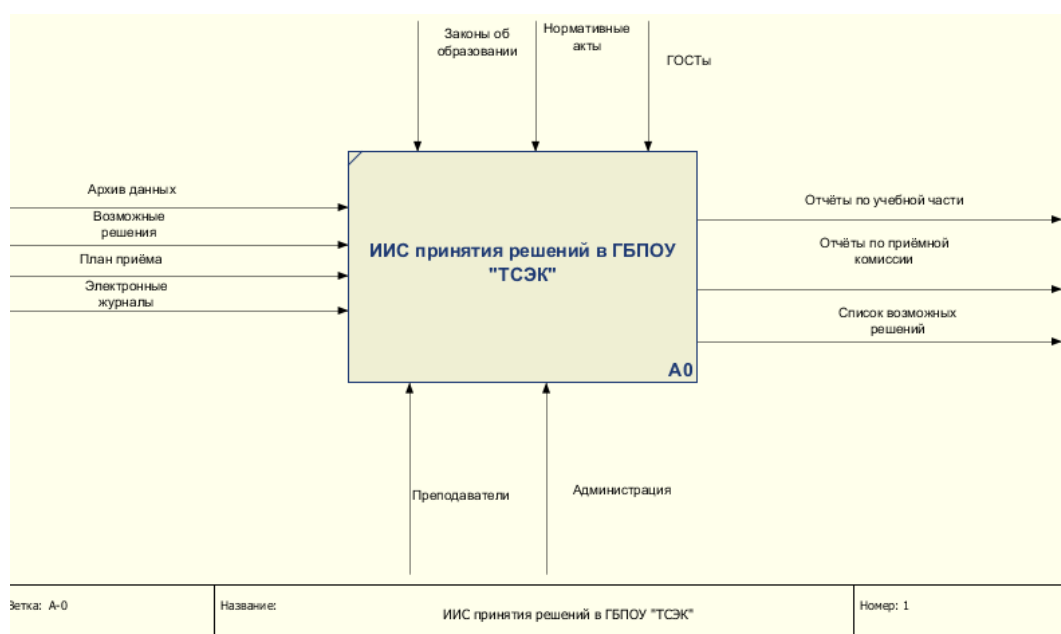 Законы об
образовании
Нормативные
акты
ГОСТы
Архив данных
Возможные
решения
План приёма
Электронные
журналы
ИИС принятия решений в ГБПОУ
"ТСЭК"
А0
Отчёты по учебной части
Отчёты по приёмной
комиссии
Список возможных
решений
Преподаватели
Администрация
Ветка: А-0
Название:
ИИС принятия решений в ГБПОУ "ТСЭК"
Номер: 1